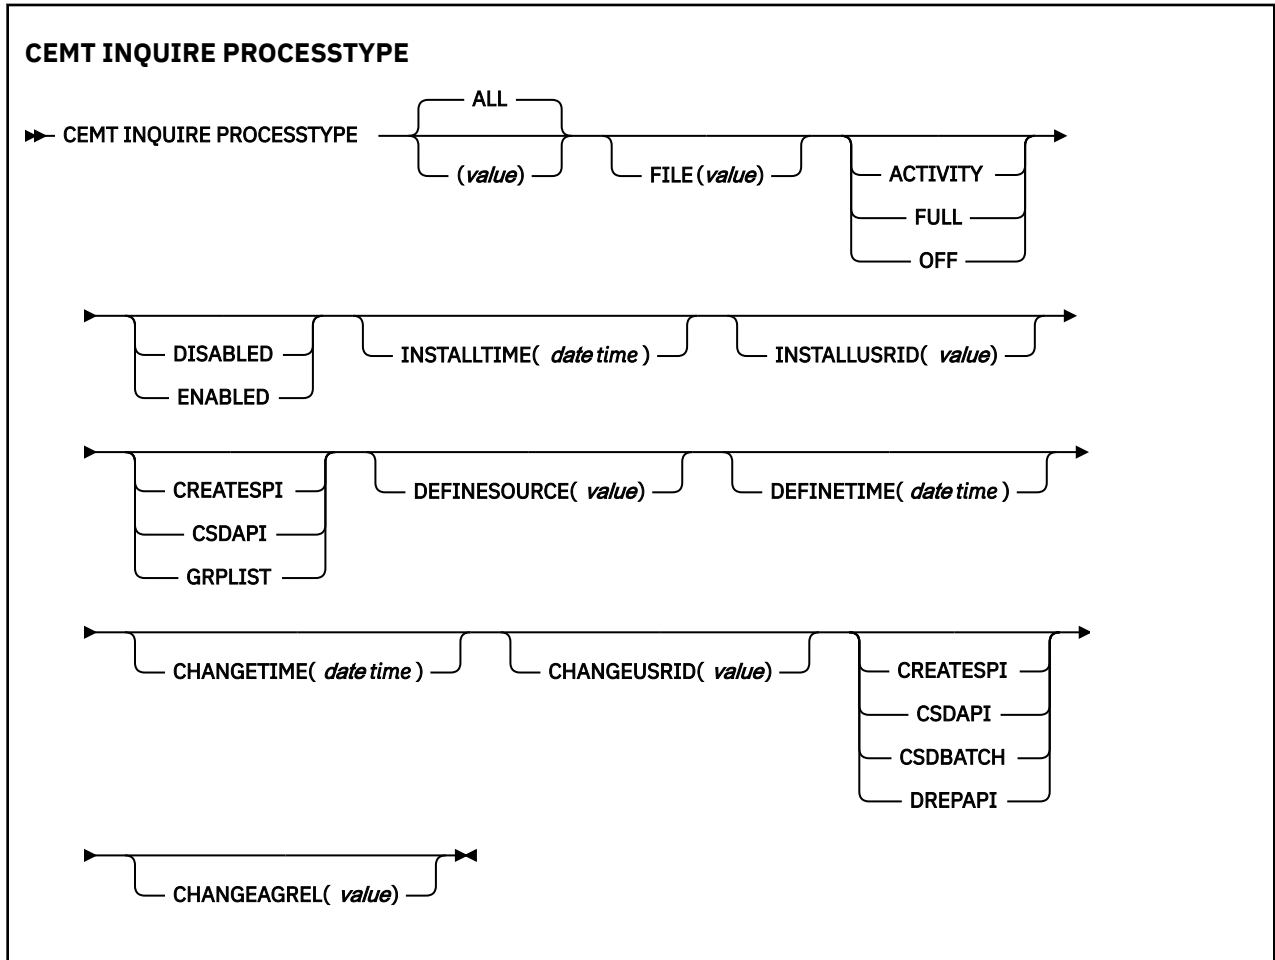 CEMT INQUIRE PROCESSTYPE
ALL
CEMT INQUIRE PROCESSTYPE
(value) FILE(value) ACTIVITY
FULL
OFF
DISABLED INSTALLTIME( date time ) INSTALLUSRID( value)
ENABLED
CREATESPI DEFINESOURCE( value) DEFINETIME( date time )
CSDAPI
GRPLIST
CHANGETIME( date time ) CHANGEUSRID( value) CREATESPI
CSDAPI
CSDBATCH
DREPAPI
CHANGEAGREL( value)